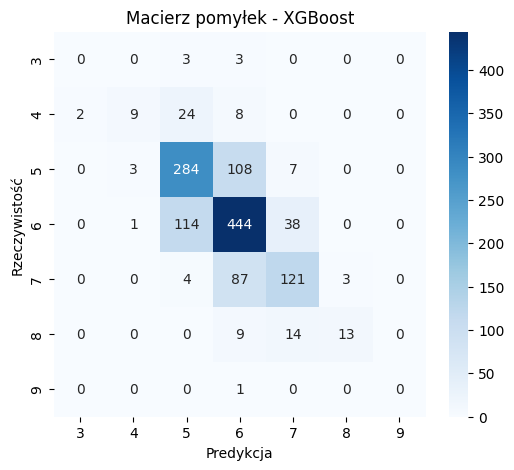 Macierz pomyłek - XGBoost
3 0 0 3 3 0 0 0
4 2 9 24 8 0 0 0
5 0 3 284 108 7 0 0
6 0 1 114 444 38 0 0
7 0 0 4 87 121 3 0
8 0 0 0 9 14 13 0
9 0 0 0 1 0 0 0
3 4 5 6 7 8 9
Rzeczywistość
Predykcja
400
350
300
250
200
150
100
50
0